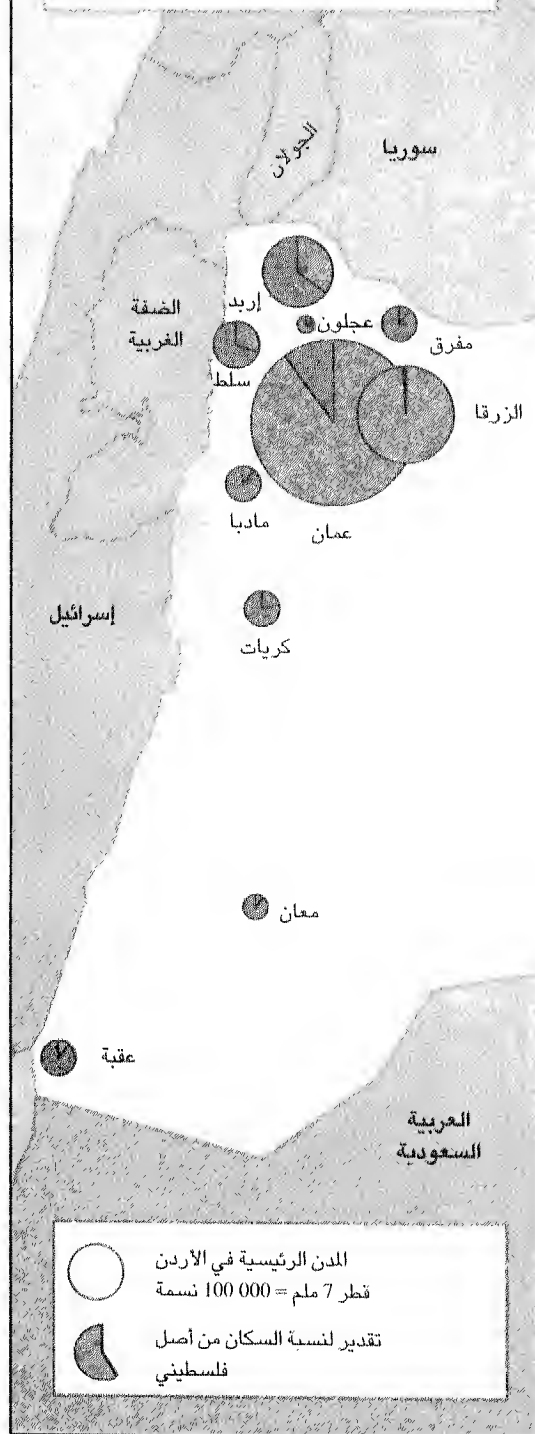 الجولان
سوريا
الضفة
الغربية
إربد
عجلون
مفرق
سلط
الزرقا
مادبا
عمان
إسرائيل
كريات
معان
عقبة
العربية
السعودية
المدن الرئيسية في الأردن
قطر 7 ملم = 000 100 نسمة
تقدير لنسبة السكان من أصل
فلسطيني